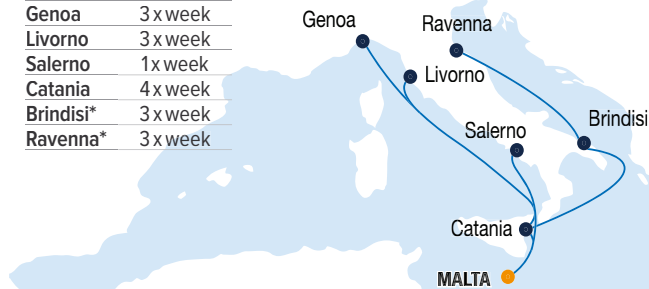 Genoa 3 x week
Livorno 3 x week
Salerno 1 x week
Catania 4 x week
Brindisi* 3 x week
Ravenna* 3 x week
Genoa
Ravenna
Livorno
Brindisi
Salerno
Catania
MALTA